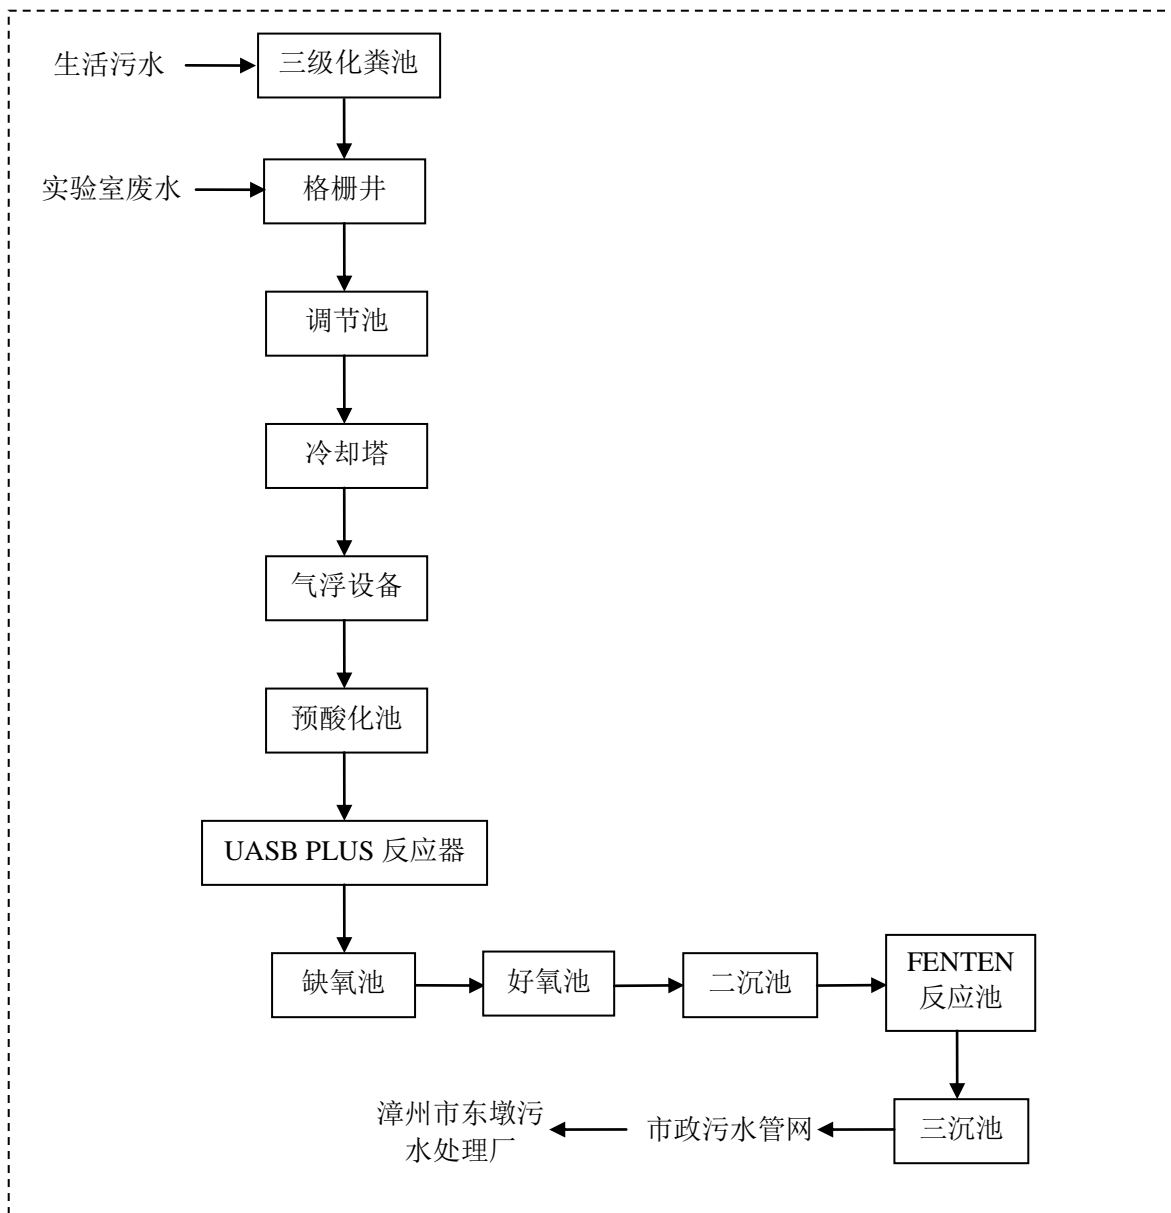 生活污水
三级化粪池
实验室废水
格栅井
调节池
冷却塔
气浮设备
预酸化池
UASB PLUS 反应器
缺氧池
好氧池
二沉池
FENTEN
反应池
三沉池
市政污水管网
漳州市东墩污
水处理厂